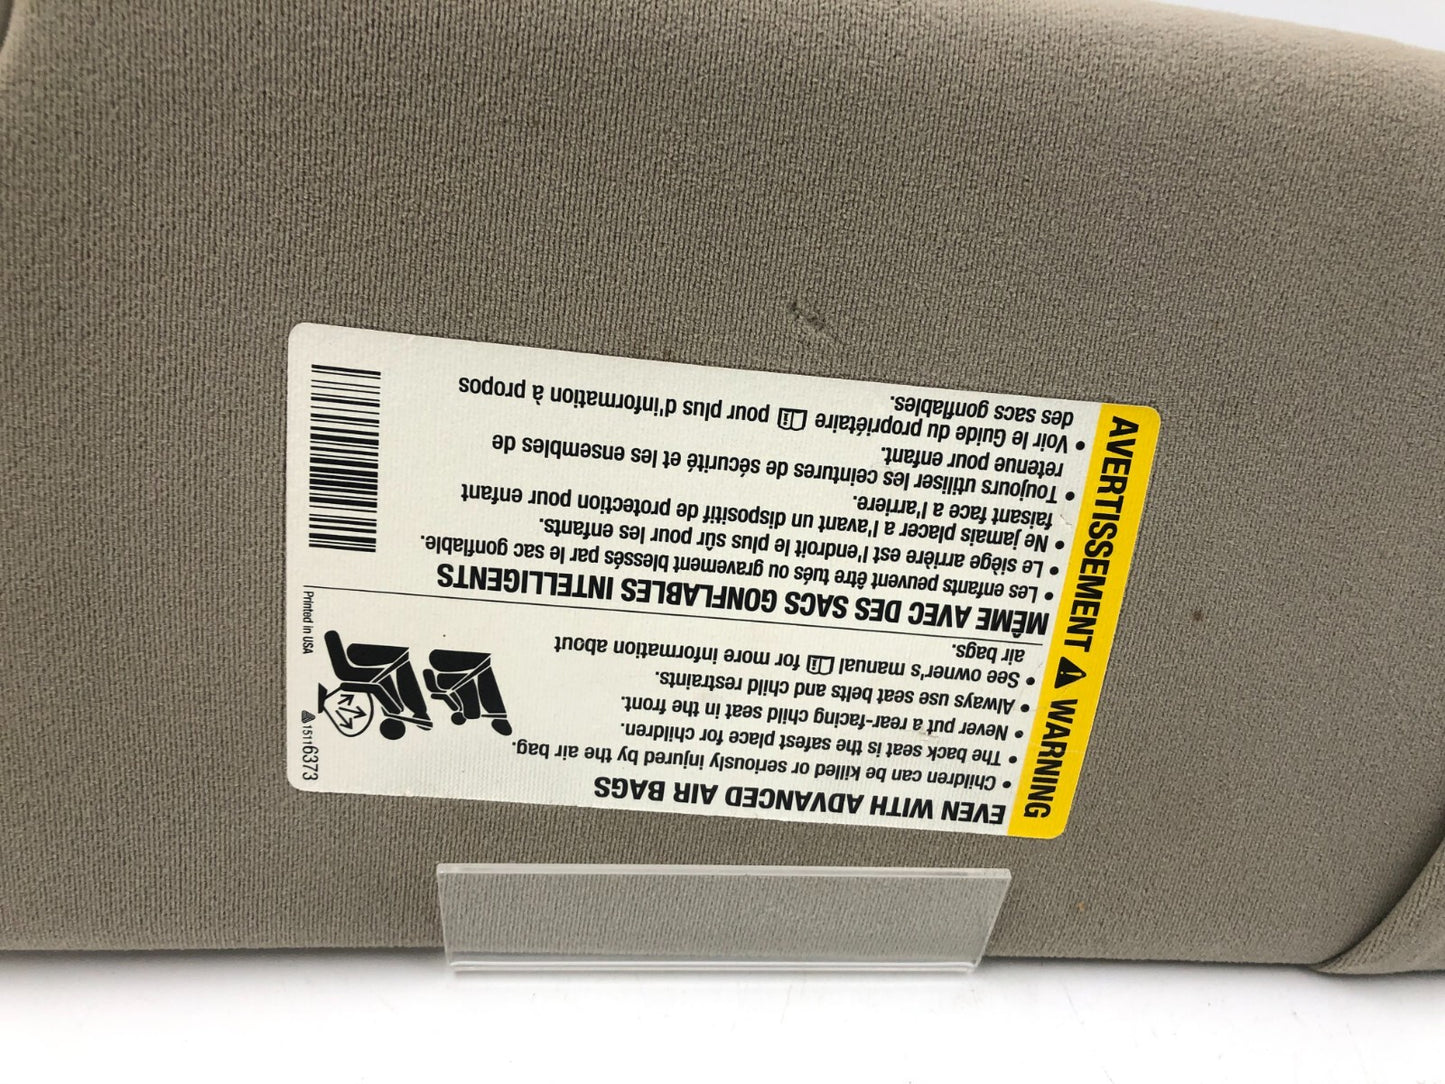 WARNING ⚠ AVERTISSEMENT
EVEN WITH ADVANCED AIR BAGS
• Children can be killed or seriously injured by the air bag.
• The back seat is the safest place for children.
• Never put a rear-facing child seat in the front.
• Always use seat belts and child restraints.
• See owner's manual for more information about
air bags.
MÊME AVEC DES SACS GONFLABLES INTELLIGENTS
• Les enfants peuvent être tués ou gravement blessés par le sac gonflable.
• Le siège arrière est l'endroit le plus sûr pour les enfants.
• Ne jamais placer a l'avant un dispositif de protection pour enfant
faisant face a l'arriere.
• Toujours utiliser les ceintures de sécurité et les ensembles de
retenue pour enfant.
• Voir le Guide du propriétaire pour plus d'information à propos
des sacs gonflables.
15116373
Printed in USA